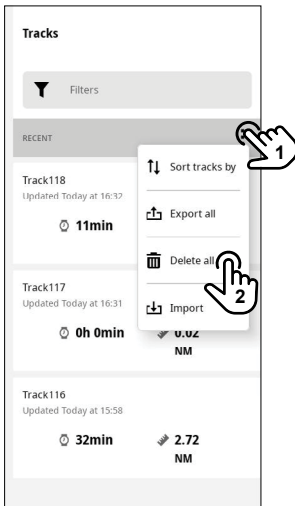 Tracks
Filters
RECENT
1
Sort tracks by
Export all
Delete all
2
Import
Track118
Updated Today at 16:32
11min
Track117
Updated Today at 16:31
0h 0min
0.02
NM
Track116
Updated Today at 15:58
32min
2.72
NM